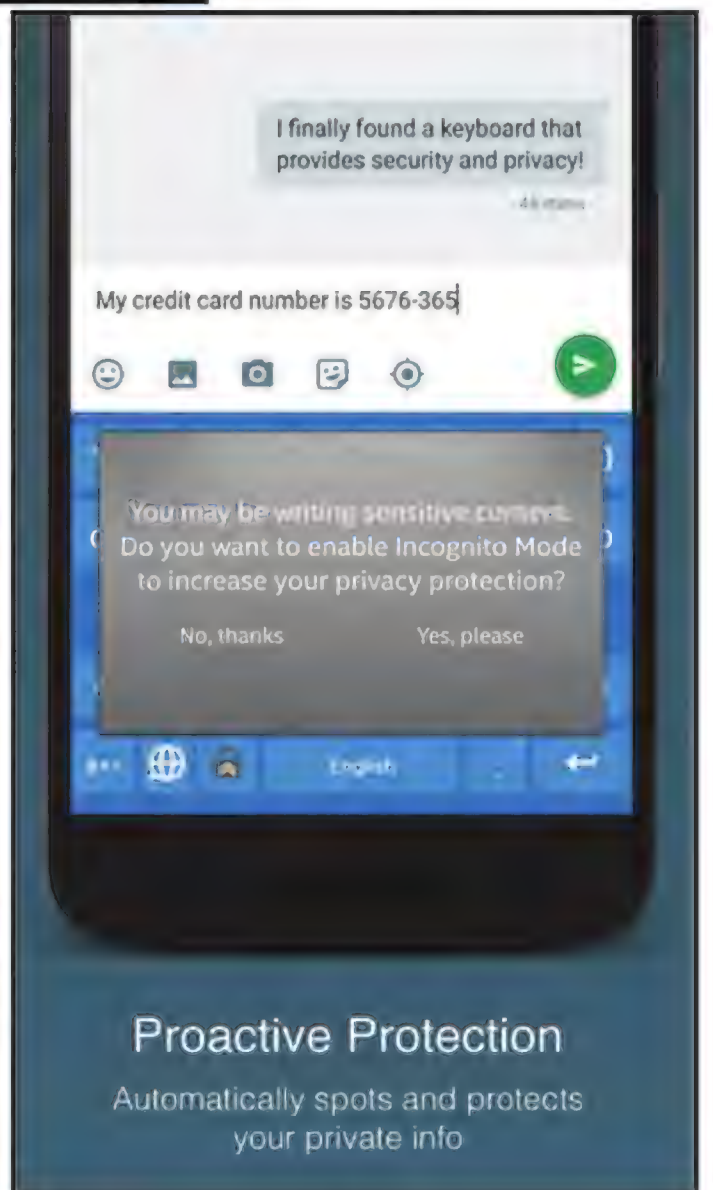 I finally found a keyboard that
provides security and privacy!
My credit card number is 5676-365
You may be writing sensitive content.
Do you want to enable Incognito Mode
to increase your privacy protection?
No, thanks
Yes, please
English
Proactive Protection
Automatically spots and protects
your private info